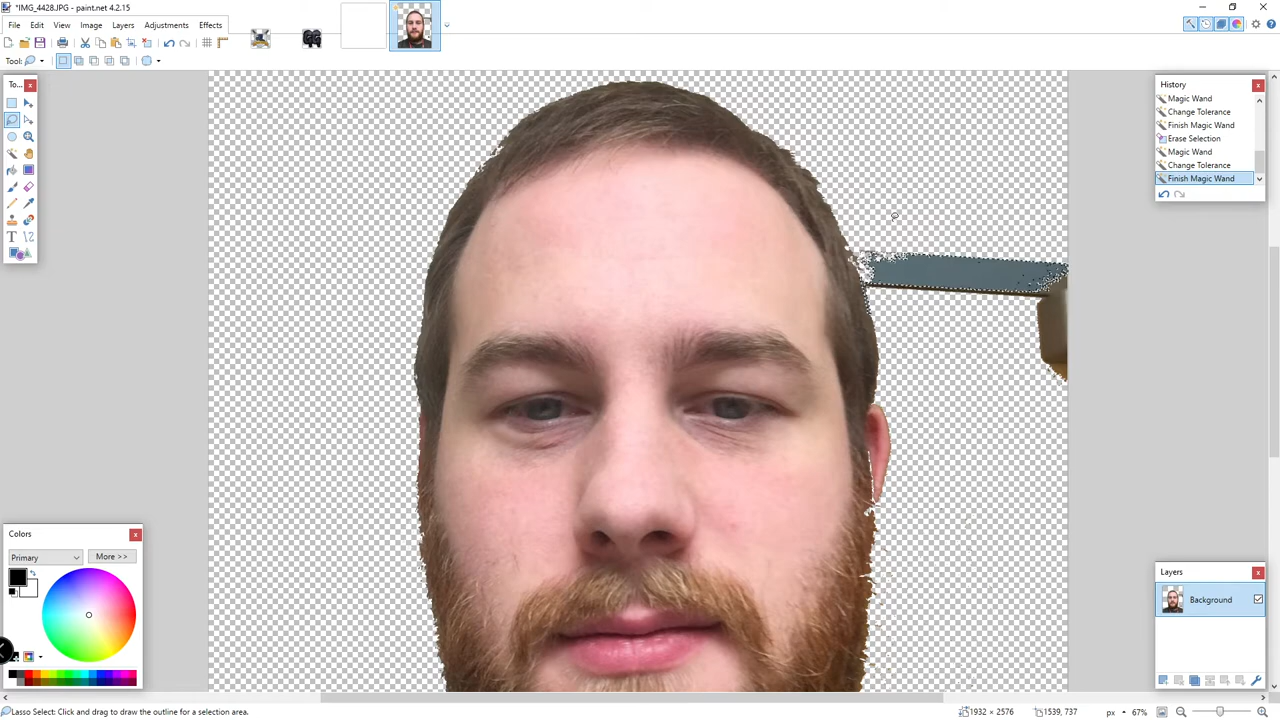 *IMG_4428.JPG - paint.net 4.2.15
File Edit View Image Layers Adjustments Effects
Tool:
To...
History
Magic Wand
Change Tolerance
Finish Magic Wand
Erase Selection
Magic Wand
Change Tolerance
Finish Magic Wand
Colors
Primary
More >>
Layers
Background
Lasso Select: Click and drag to draw the outline for a selection area.
1932 × 2576
1539, 737
px
67%